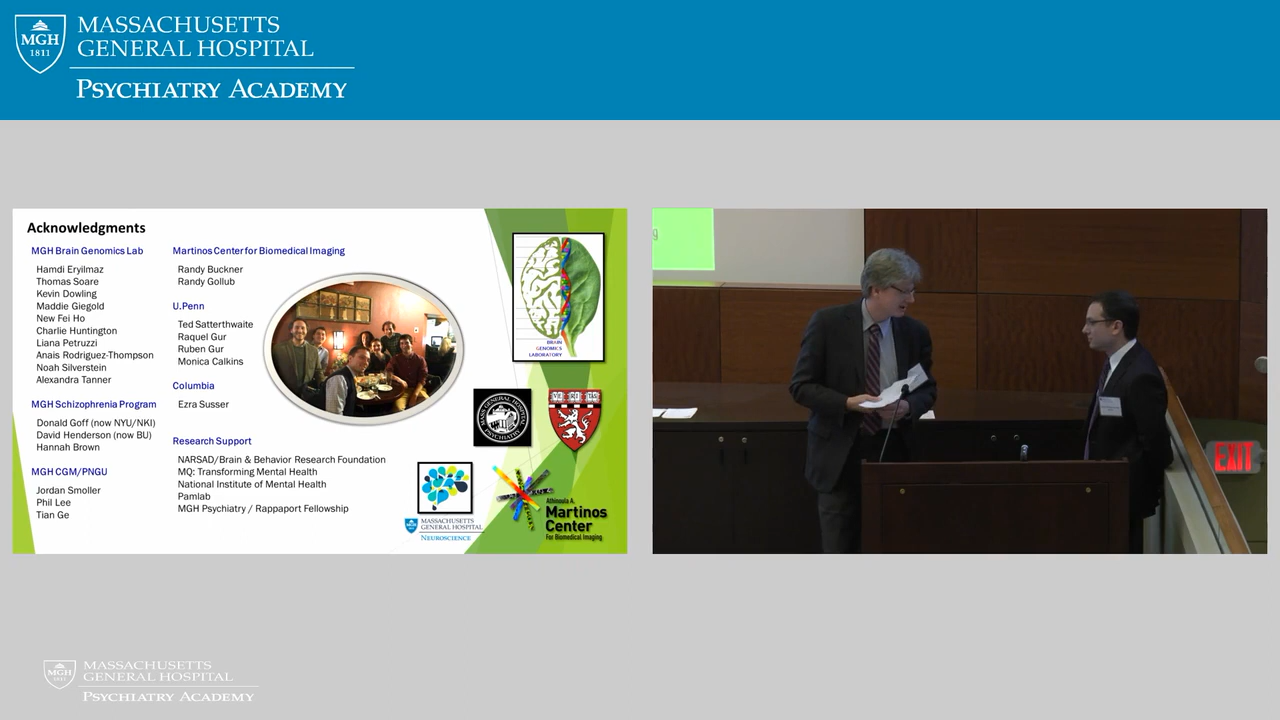 MASSACHUSETTS
GENERAL HOSPITAL
PSYCHIATRY ACADEMY
MGH
1811
Acknowledgments
MGH Brain Genomics Lab
Hamdi Eryilmaz
Thomas Soare
Kevin Dowling
Maddie Giegold
New Fei Ho
Charlie Huntington
Liana Petruzzi
Anais Rodriguez-Thompson
Noah Silverstein
Alexandra Tanner
MGH Schizophrenia Program
Donald Goff (now NYU/NKI)
David Henderson (now BU)
Hannah Brown
MGH CGM/PNGU
Jordan Smoller
Phil Lee
Tian Ge
Martinos Center for Biomedical Imaging
Randy Buckner
Randy Gollub
U.Penn
Ted Satterthwaite
Raquel Gur
Ruben Gur
Monica Calkins
Columbia
Ezra Susser
Research Support
NARSAD/Brain & Behavior Research Foundation
MQ: Transforming Mental Health
National Institute of Mental Health
Pamlab
MGH Psychiatry / Rappaport Fellowship
BRAIN
GENOMICS
LABORATORY
MASSACHUSETTS
GENERAL HOSPITAL
NEUROSCIENCE
Athinoula A.
Martinos
Center
For Biomedical Imaging
9
EXIT
MGH
1811
MASSACHUSETTS
GENERAL HOSPITAL
PSYCHIATRY ACADEMY